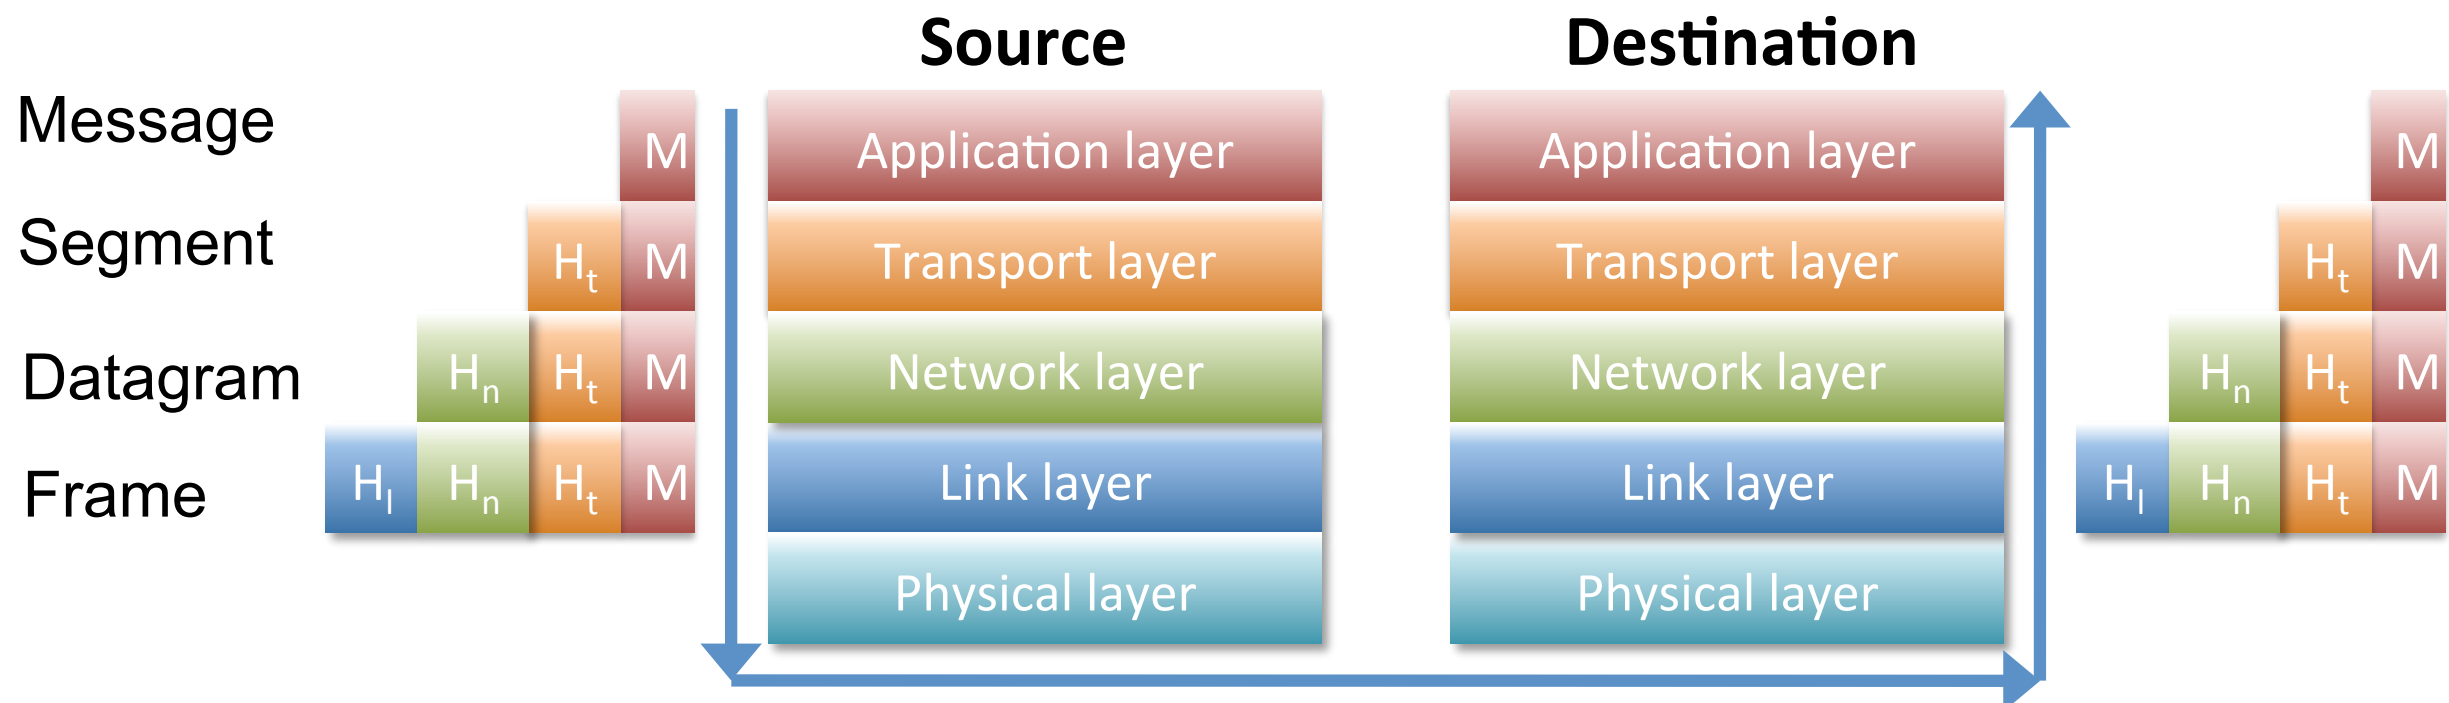 Source Destination
Message M Application layer Application layer M
Segment Ht M Transport layer Transport layer Ht M
Datagram Hn Ht M Network layer Network layer Hn Ht M
Frame Hl Hn Ht M Link layer Link layer Hl Hn Ht M
Physical layer Physical layer